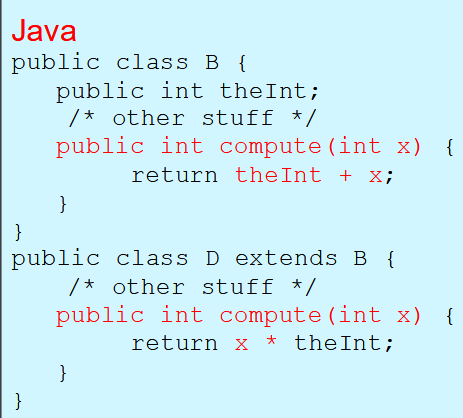 Java
public class B {
public int theInt;
/* other stuff */
public int compute(int x) {
return theInt + x;
}
}
public class D extends B {
/* other stuff */
public int compute(int x) {
return x * theInt;
}
}